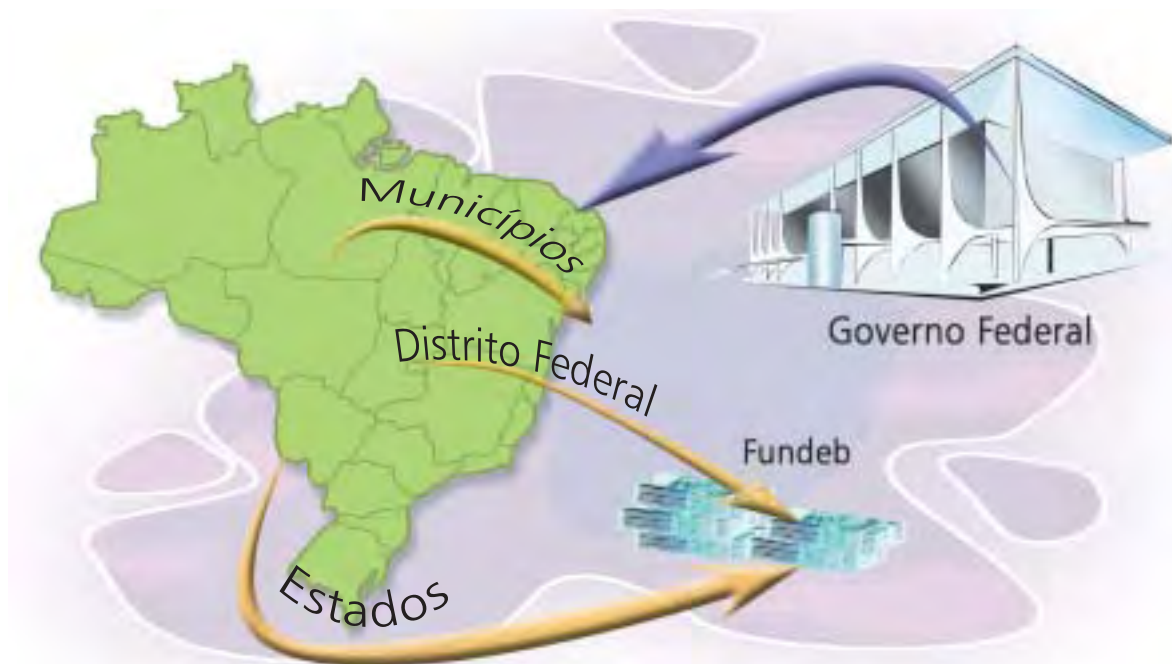 Municípios
Governo Federal
Distrito Federal
Fundeb
Estados